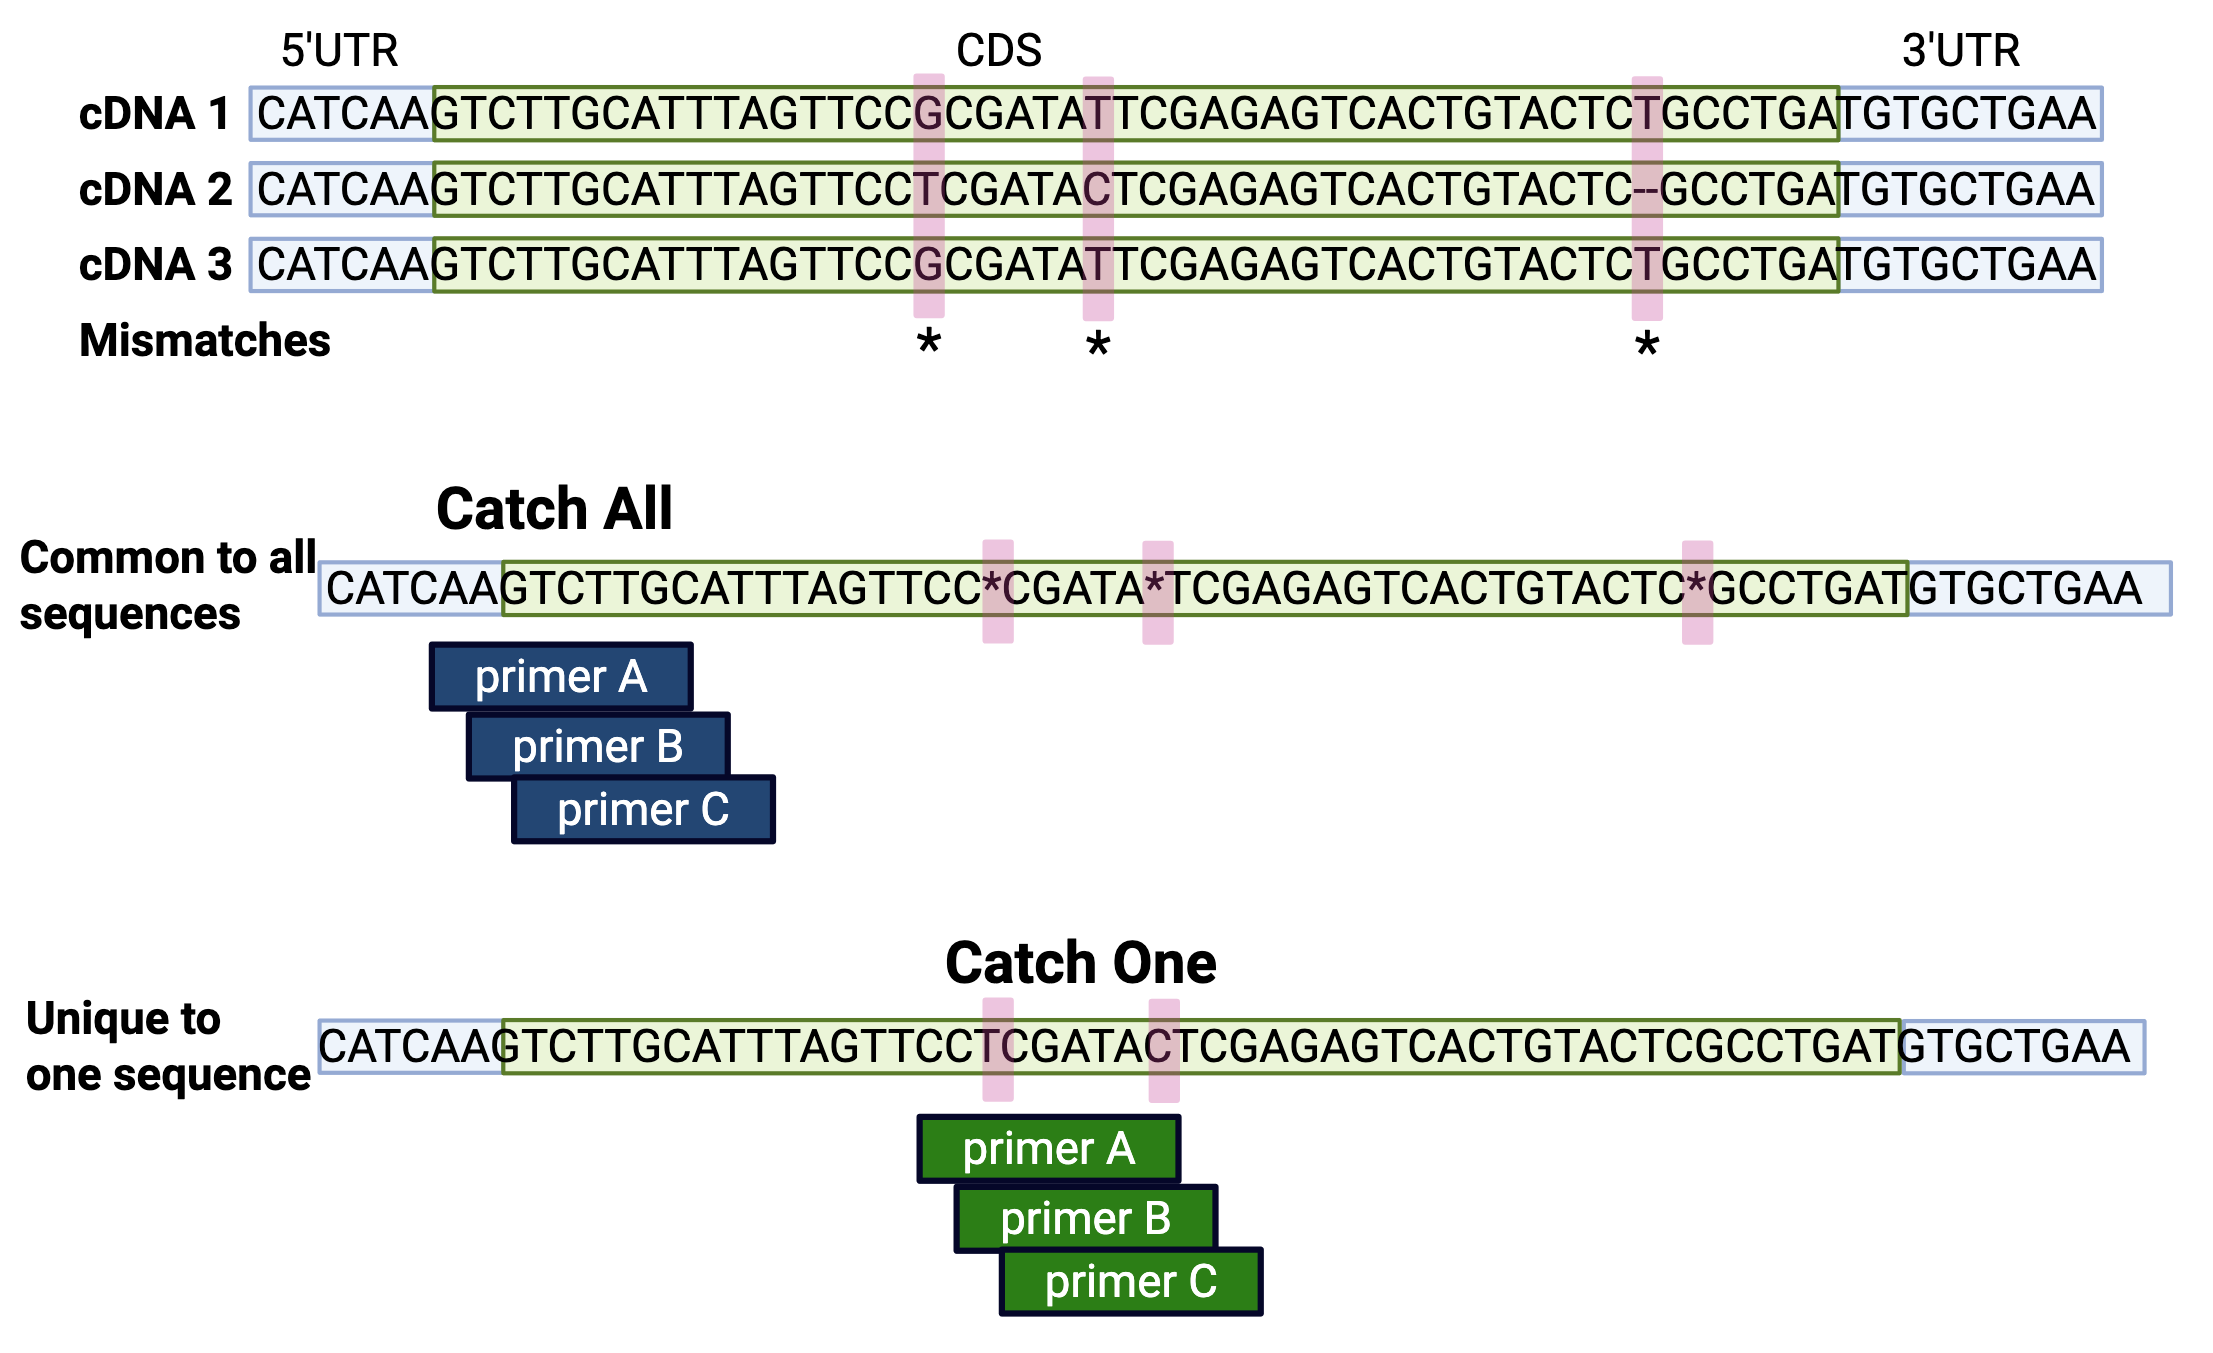 5'UTR CDS 3'UTR
cDNA 1 CATCAAGTCTTGCATTTAGTTCCGCGATATTCGAGAGTCACTGTACTCTGCCTGATGTGCTGAA
cDNA 2 CATCAAGTCTTGCATTTAGTTCCTCGATACTCGAGAGTCACTGTACTC--GCCTGATGTGCTGAA
cDNA 3 CATCAAGTCTTGCATTTAGTTCCGCGATATTCGAGAGTCACTGTACTCTGCCTGATGTGCTGAA
Mismatches * * *
Catch All
Common to all
sequences
CATCAAGTCTTGCATTTAGTTCC*CGATA*TCGAGAGTCACTGTACTC*GCCTGATGTGCTGAA
primer A
primer B
primer C
Catch One
Unique to
one sequence
CATCAAGTCTTGCATTTAGTTCCTCGATACTCGAGAGTCACTGTACTCGCCTGATGTGCTGAA
primer A
primer B
primer C